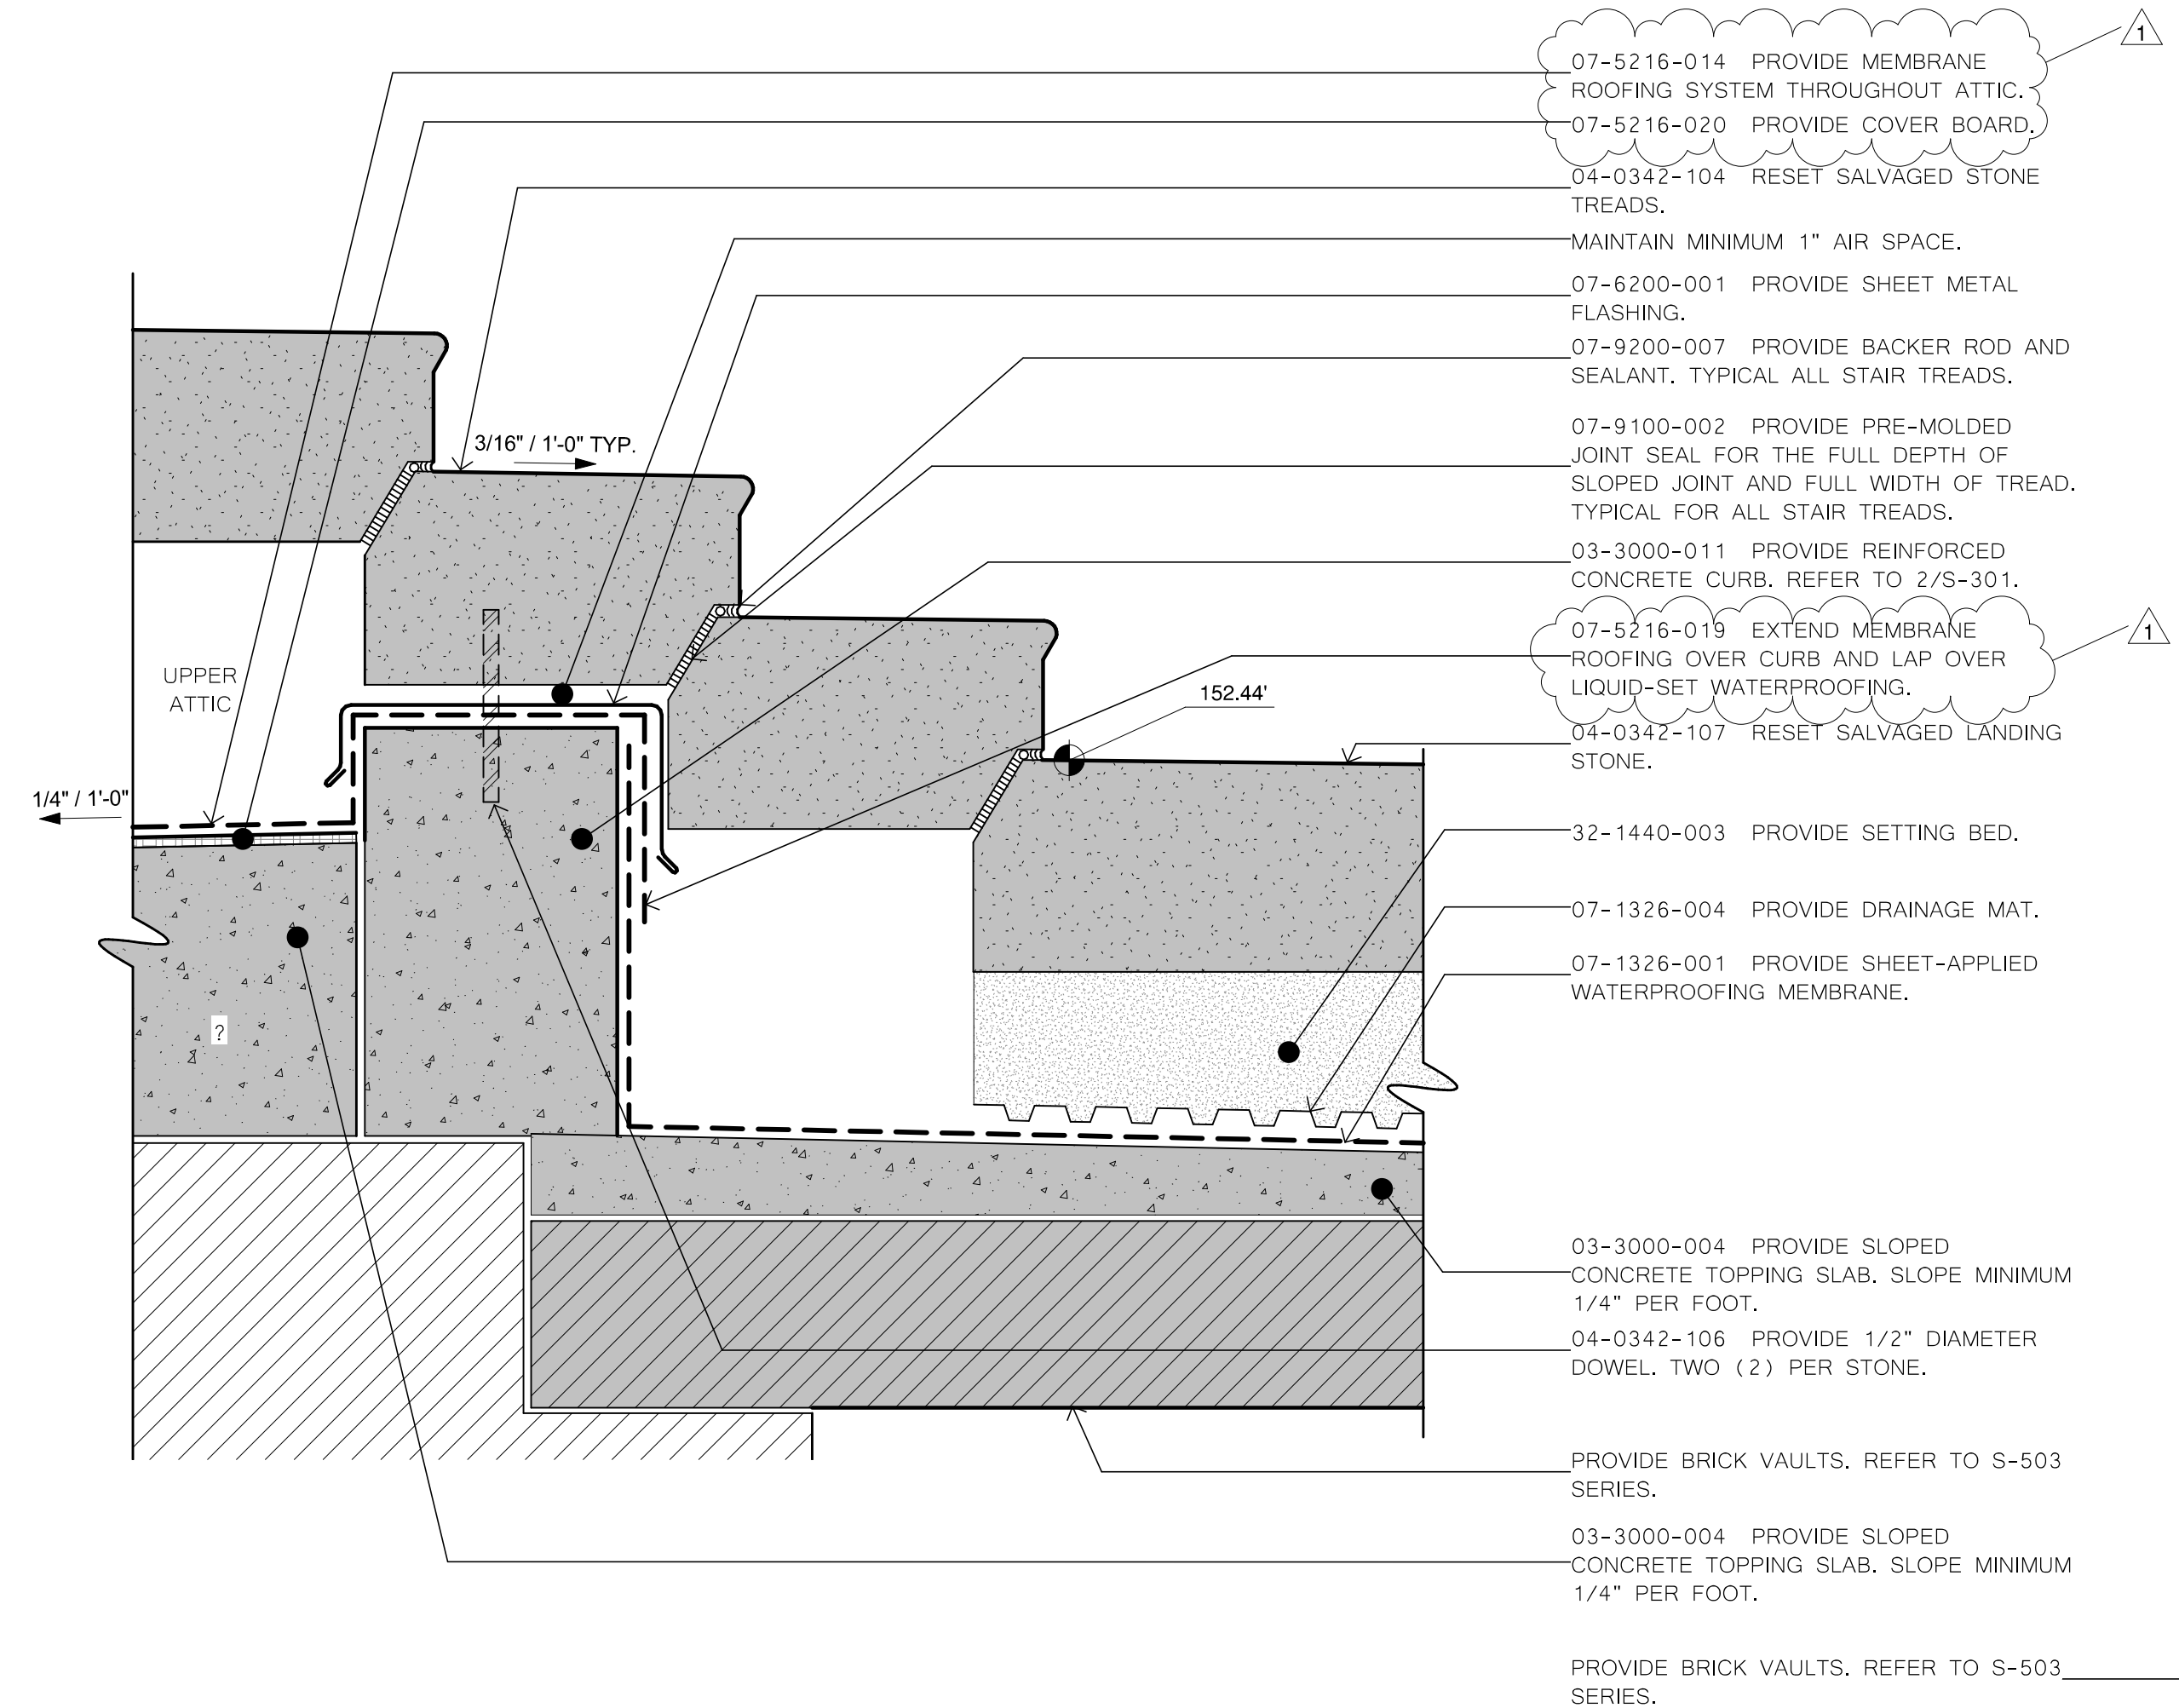 07-5216-014 PROVIDE MEMBRANE
ROOFING SYSTEM THROUGHOUT ATTIC.
1
07-5216-020 PROVIDE COVER BOARD.
04-0342-104 RESET SALVAGED STONE
TREADS.
MAINTAIN MINIMUM 1" AIR SPACE.
07-6200-001 PROVIDE SHEET METAL
FLASHING.
07-9200-007 PROVIDE BACKER ROD AND
SEALANT. TYPICAL ALL STAIR TREADS.
07-9100-002 PROVIDE PRE-MOLDED
JOINT SEAL FOR THE FULL DEPTH OF
SLOPED JOINT AND FULL WIDTH OF TREAD.
TYPICAL FOR ALL STAIR TREADS.
03-3000-011 PROVIDE REINFORCED
CONCRETE CURB. REFER TO 2/S-301.
07-5216-019 EXTEND MEMBRANE
ROOFING OVER CURB AND LAP OVER
LIQUID-SET WATERPROOFING.
1
04-0342-107 RESET SALVAGED LANDING
STONE.
32-1440-003 PROVIDE SETTING BED.
07-1326-004 PROVIDE DRAINAGE MAT.
07-1326-001 PROVIDE SHEET-APPLIED
WATERPROOFING MEMBRANE.
03-3000-004 PROVIDE SLOPED
CONCRETE TOPPING SLAB. SLOPE MINIMUM
1/4" PER FOOT.
04-0342-106 PROVIDE 1/2" DIAMETER
DOWEL. TWO (2) PER STONE.
PROVIDE BRICK VAULTS. REFER TO S-503
SERIES.
03-3000-004 PROVIDE SLOPED
CONCRETE TOPPING SLAB. SLOPE MINIMUM
1/4" PER FOOT.
PROVIDE BRICK VAULTS. REFER TO S-503
SERIES.
3/16" / 1'-0" TYP.
UPPER
ATTIC
152.44'
1/4" / 1'-0"
?